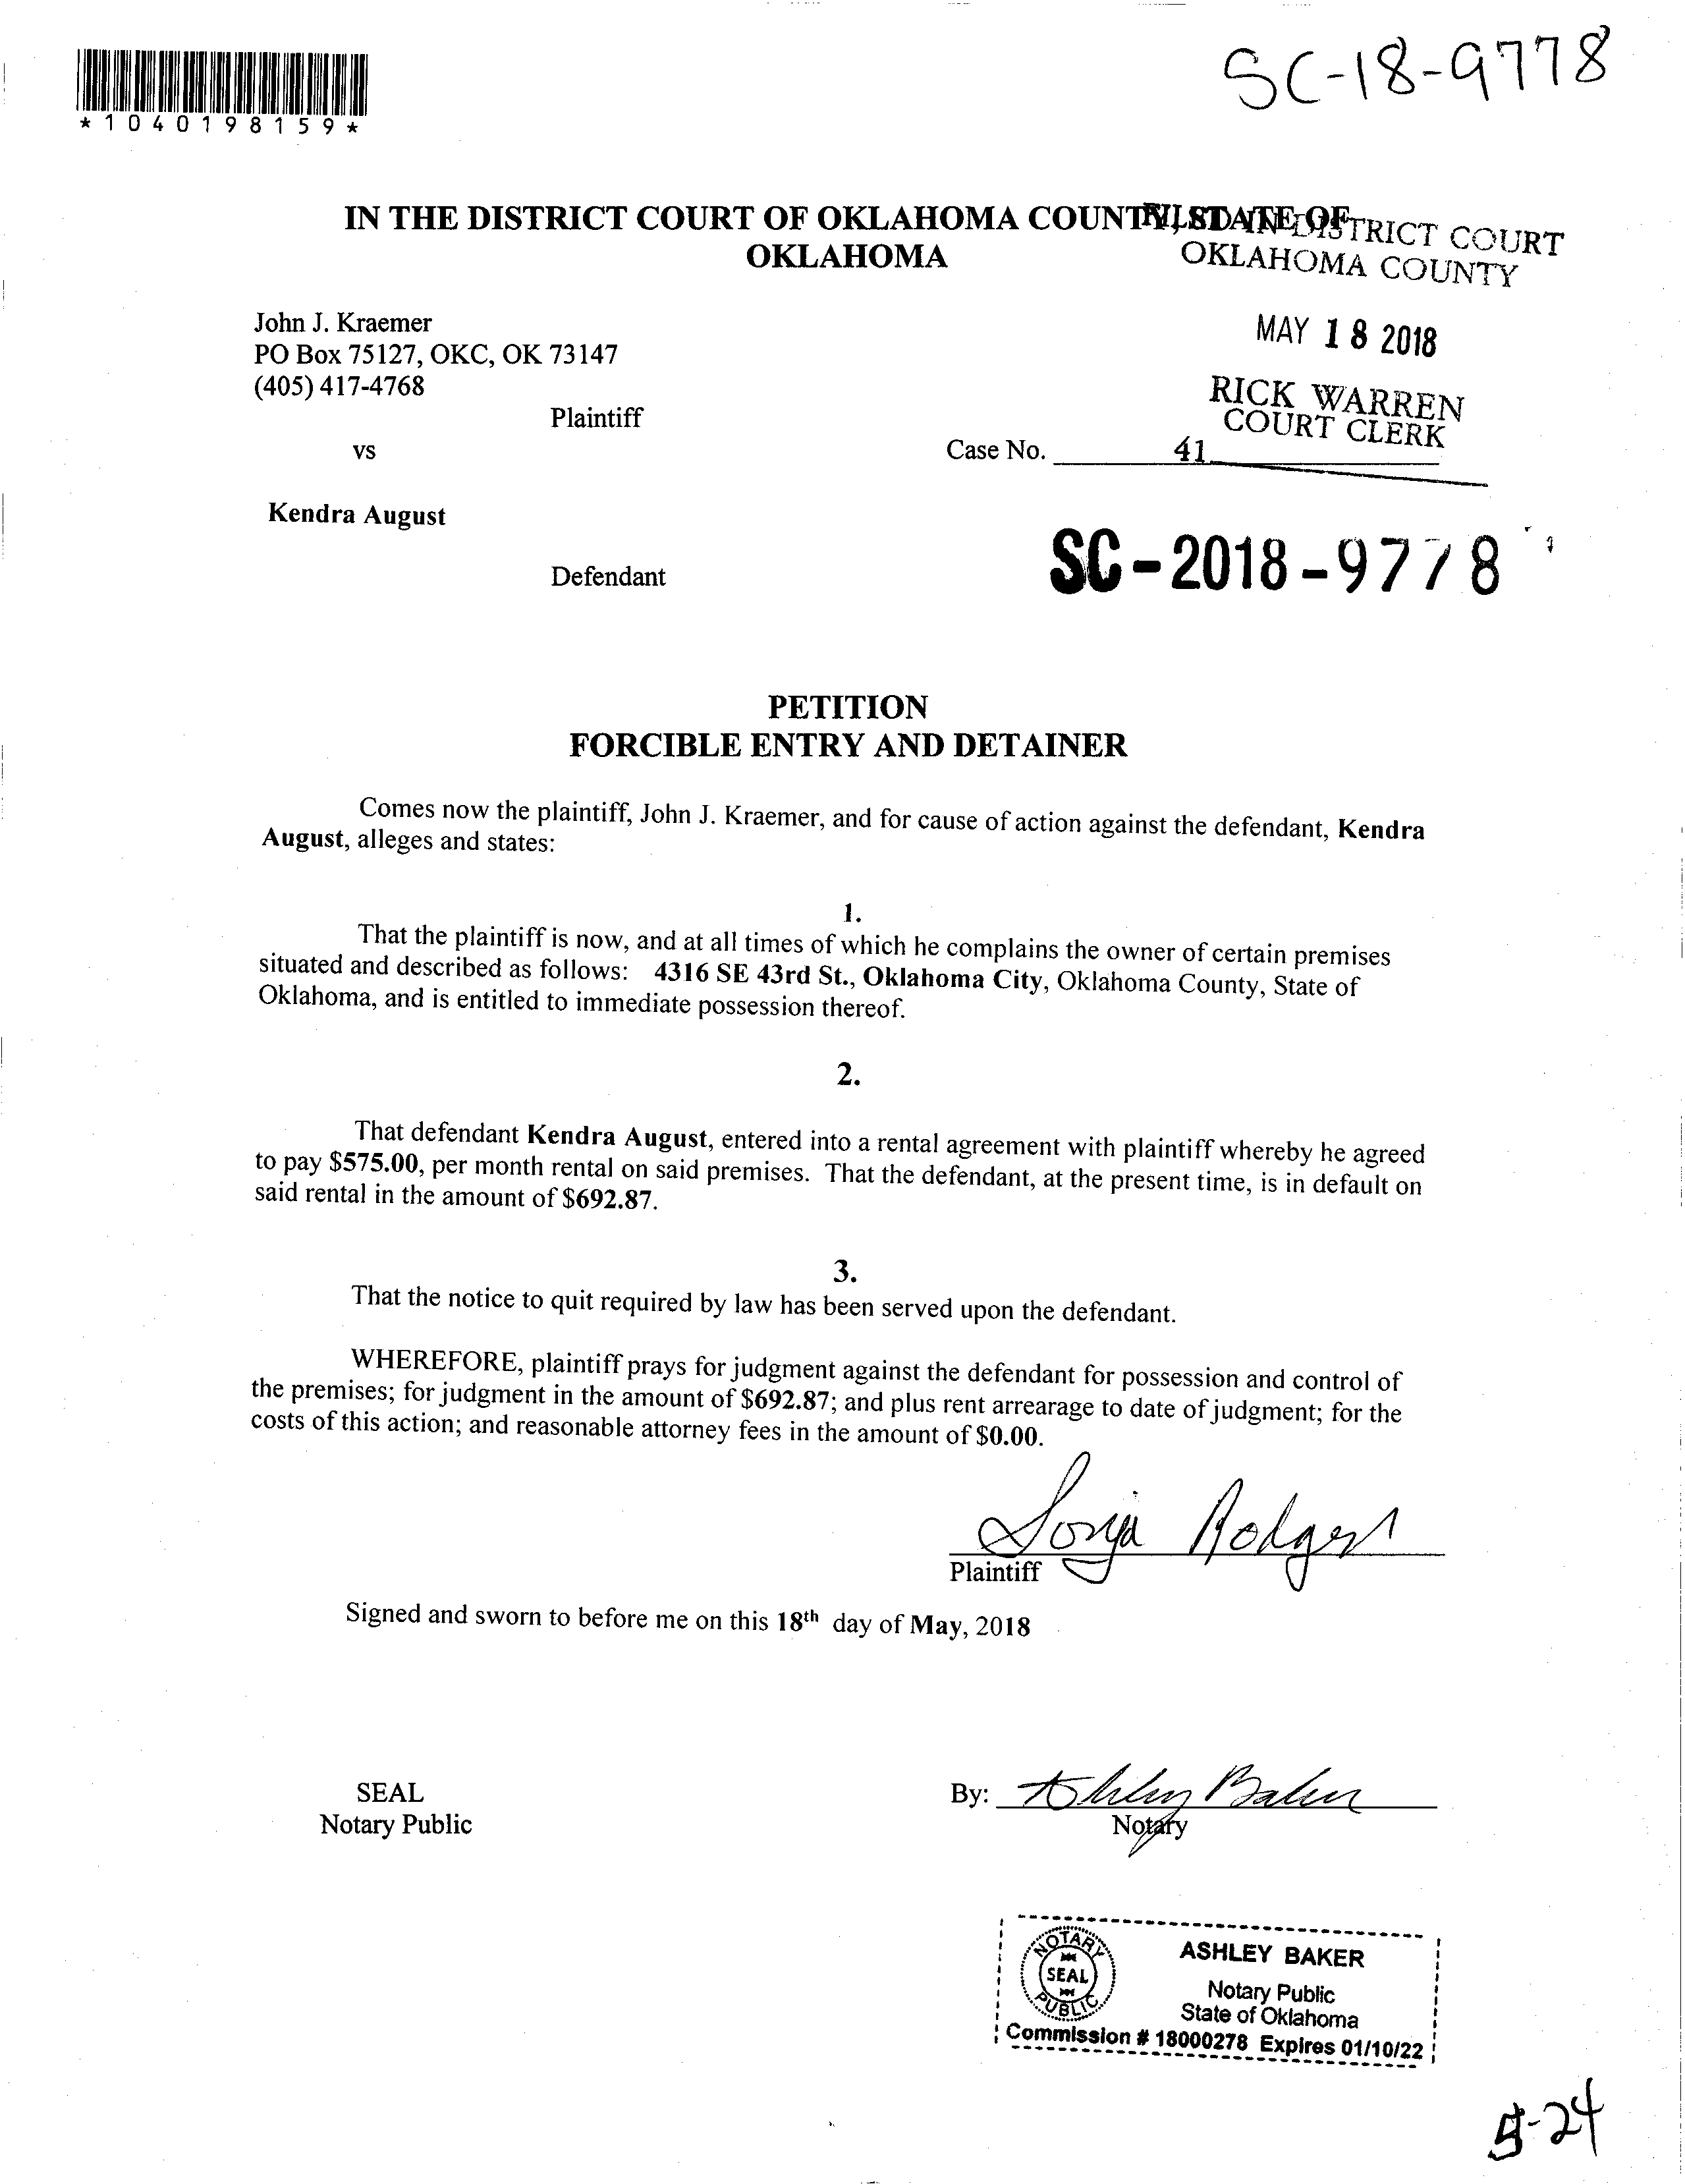 SC-18-9778
*1040198159*
IN THE DISTRICT COURT OF OKLAHOMA COUNTY, STATE OF
OKLAHOMA
FILED IN DISTRICT COURT
OKLAHOMA COUNTY
MAY 18 2018
RICK WARREN
COURT CLERK
41
John J. Kraemer
PO Box 75127, OKC, OK 73147
(405) 417-4768
Plaintiff
vs
Case No.
Kendra August
Defendant
SC-2018-9778
PETITION
FORCIBLE ENTRY AND DETAINER
Comes now the plaintiff, John J. Kraemer, and for cause of action against the defendant, Kendra
August, alleges and states:
1.
That the plaintiff is now, and at all times of which he complains the owner of certain premises
situated and described as follows: 4316 SE 43rd St., Oklahoma City, Oklahoma County, State of
Oklahoma, and is entitled to immediate possession thereof.
2.
That defendant Kendra August, entered into a rental agreement with plaintiff whereby he agreed
to pay $575.00, per month rental on said premises. That the defendant, at the present time, is in default on
said rental in the amount of $692.87.
3.
That the notice to quit required by law has been served upon the defendant.
WHEREFORE, plaintiff prays for judgment against the defendant for possession and control of
the premises; for judgment in the amount of $692.87; and plus rent arrearage to date of judgment; for the
costs of this action; and reasonable attorney fees in the amount of $0.00.
Sonja Rodgers
Plaintiff
Signed and sworn to before me on this 18th day of May, 2018
SEAL
Notary Public
By: Ashley Baker
Notary
NOTARY
SEAL
PUBLIC
ASHLEY BAKER
Notary Public
State of Oklahoma
Commission # 18000278 Expires 01/10/22
5-24